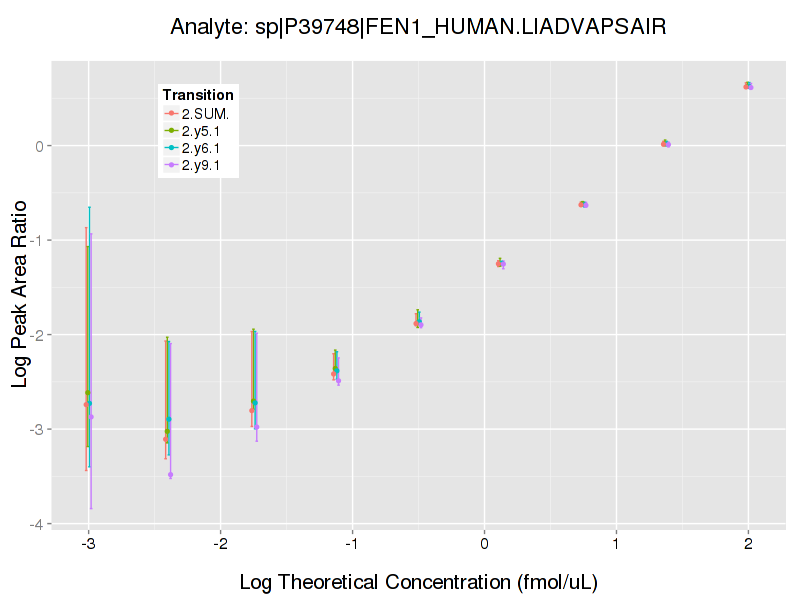 Analyte: sp|P39748|FEN1_HUMAN.LIADVAPSAIR
Transition
2.SUM.
2.y5.1
2.y6.1
2.y9.1
Log Peak Area Ratio
0
-1
-2
-3
-4
-3 -2 -1 0 1 2
Log Theoretical Concentration (fmol/uL)